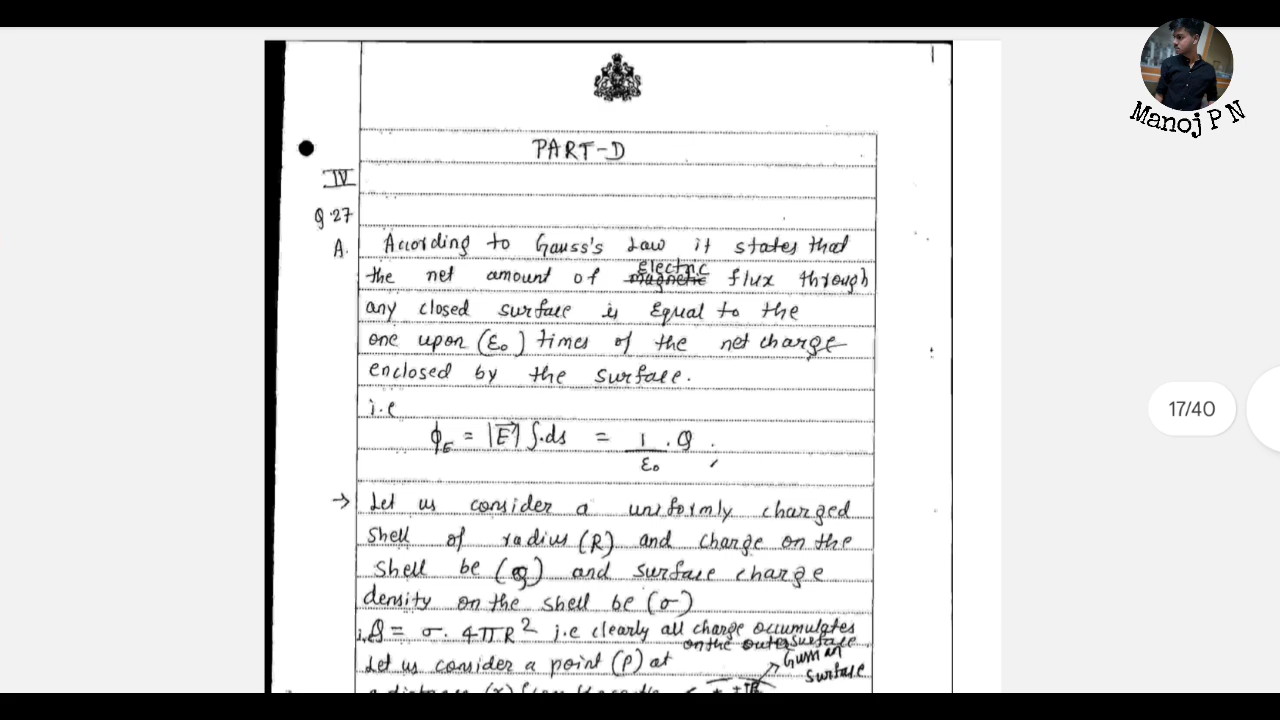 Manoj P N
PART-D
IV
Q.27
A. According to Gauss's Law it states that
the net amount of electric flux through
any closed surface is Equal to the
one upon (ε₀) times of the net charge
enclosed by the surface.
i.e
ϕE = |E⃗| ∫.ds = 1/ε₀ . Q ;
→ Let us consider a uniformly charged
shell of radius (R) and charge on the
shell be (Q) and surface charge
density on the shell be (σ)
Q = σ. 4πR² i.e clearly all charge accumulates
on the outer surface.
Let us consider a point (P) at
Surface
17/40